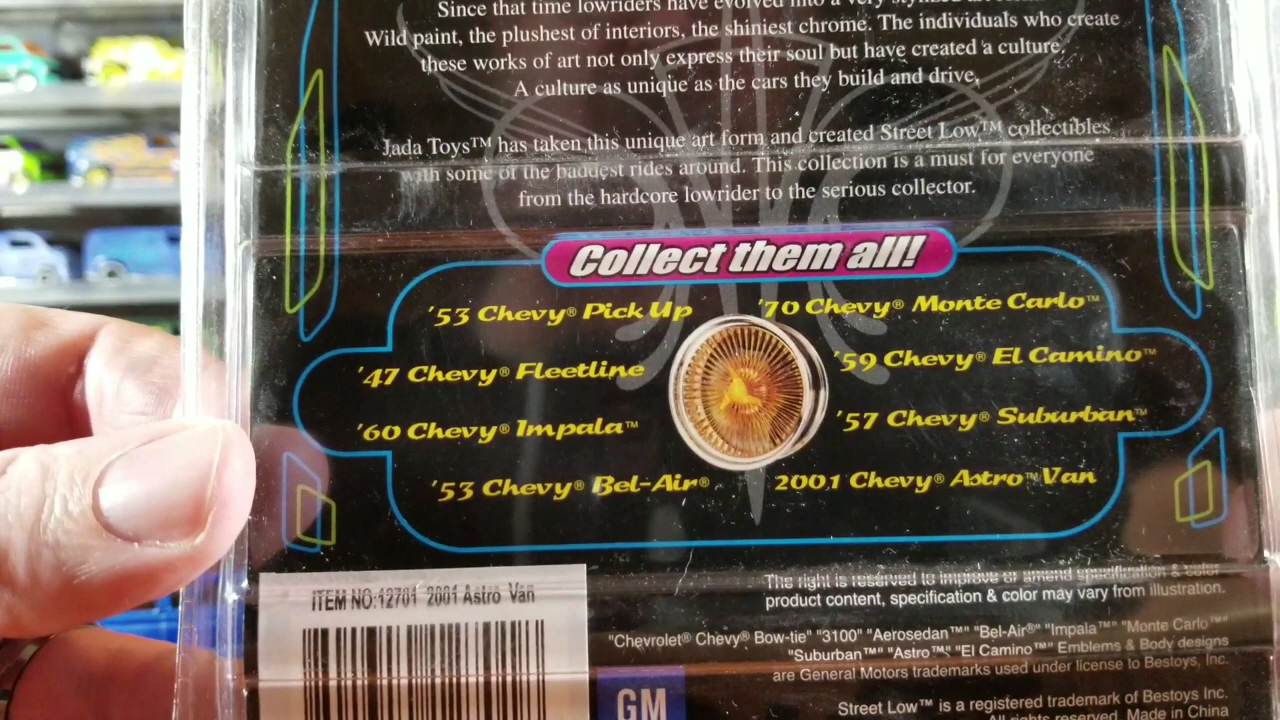 Since that time lowriders have evolved into a very
Wild paint, the plushest of interiors, the shiniest chrome. The individuals who create
these works of art not only express their soul but have created a culture.
A culture as unique as the cars they build and drive.
Jada Toys™ has taken this unique art form and created Street Low™ collectibles
with some of the baddest rides around. This collection is a must for everyone
from the hardcore lowrider to the serious collector.
Collect them all!
'53 Chevy® Pick Up
'70 Chevy® Monte Carlo™
'47 Chevy® Fleetline
'59 Chevy® El Camino™
'60 Chevy® Impala™
'57 Chevy® Suburban™
'53 Chevy® Bel-Air®
2001 Chevy® Astro™ Van
ITEM NO:12701 2001 Astro Van
The right is reserved to improve or amend specification & color
product content, specification & color may vary from illustration.
"Chevrolet® Chevy® Bow-tie" "3100" "Aerosedan™" "Bel-Air®" "Impala™" "Monte Carlo™"
"Suburban™" "Astro™" "El Camino™" Emblems & Body designs
are General Motors trademarks used under license to Bestoys, Inc.
GM
Street Low™ is a registered trademark of Bestoys Inc.
All rights reserved. Made in China